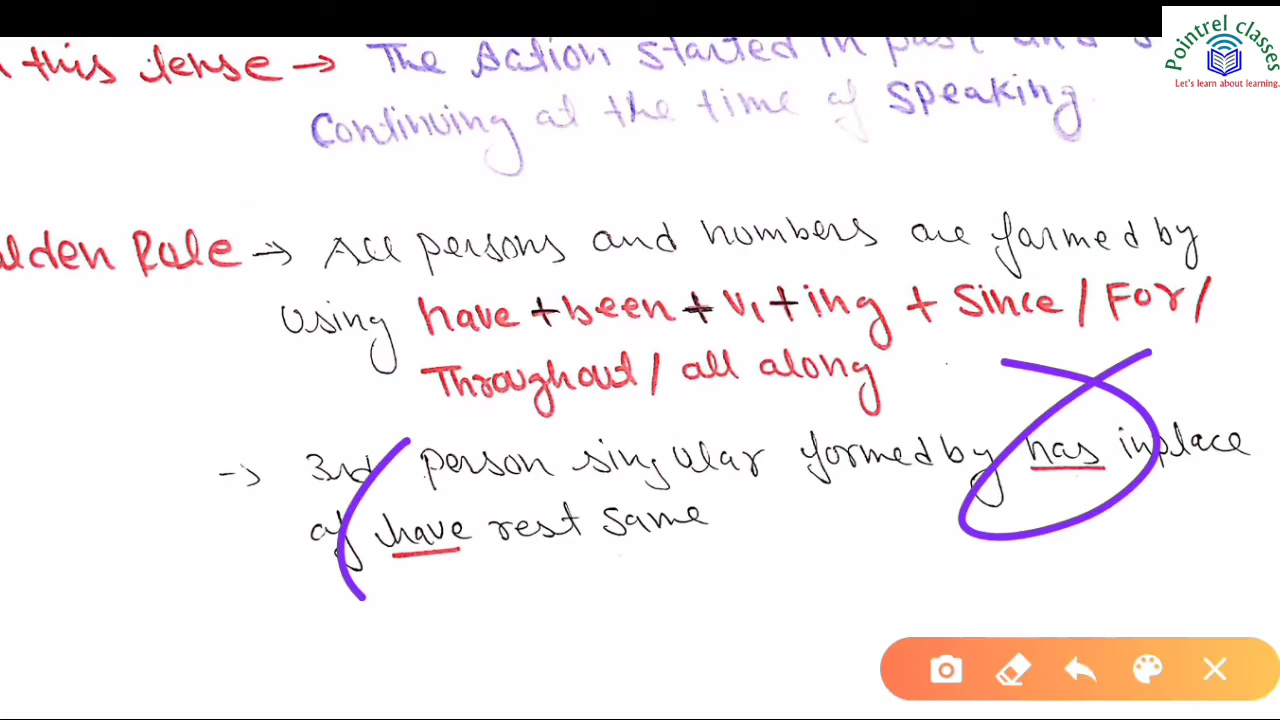 Pointrel classes
Let's learn about learning.
this tense → The Action started in past and
continuing at the time of speaking
Rule → All persons and numbers are formed by
using have + been + V1 + ing + Since / For /
Throughout / all along
→ 3rd person singular formed by has inplace
of have rest same